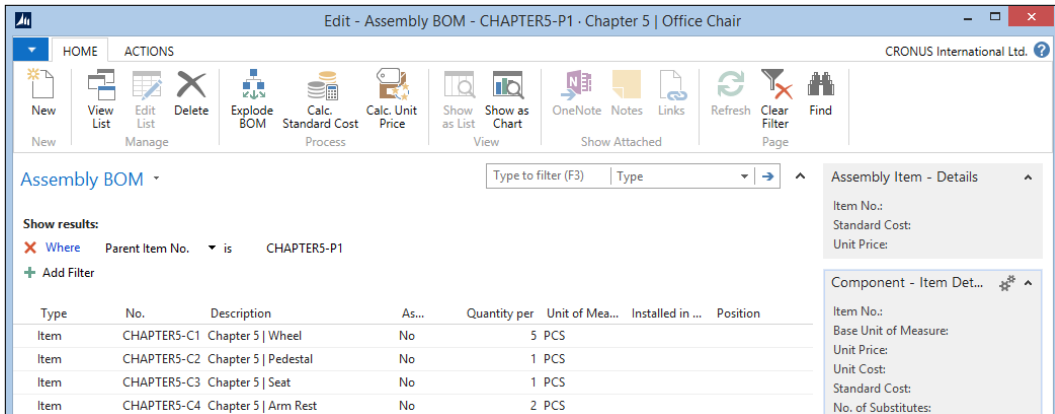 Edit - Assembly BOM - CHAPTER5-P1 · Chapter 5 | Office Chair
HOME ACTIONS CRONUS International Ltd.
New View List Edit List Delete Explode BOM Calc. Standard Cost Calc. Unit Price Show as List Show as Chart OneNote Notes Links Refresh Clear Filter Find
New Manage Process View Show Attached Page
Assembly BOM
Type to filter (F3) Type
Show results:
Where Parent Item No. is CHAPTER5-P1
Add Filter
Type No. Description As... Quantity per Unit of Mea... Installed in ... Position
Item CHAPTER5-C1 Chapter 5 | Wheel No 5 PCS
Item CHAPTER5-C2 Chapter 5 | Pedestal No 1 PCS
Item CHAPTER5-C3 Chapter 5 | Seat No 1 PCS
Item CHAPTER5-C4 Chapter 5 | Arm Rest No 2 PCS
Assembly Item - Details
Item No.:
Standard Cost:
Unit Price:
Component - Item Det...
Item No.:
Base Unit of Measure:
Unit Price:
Unit Cost:
Standard Cost:
No. of Substitutes: